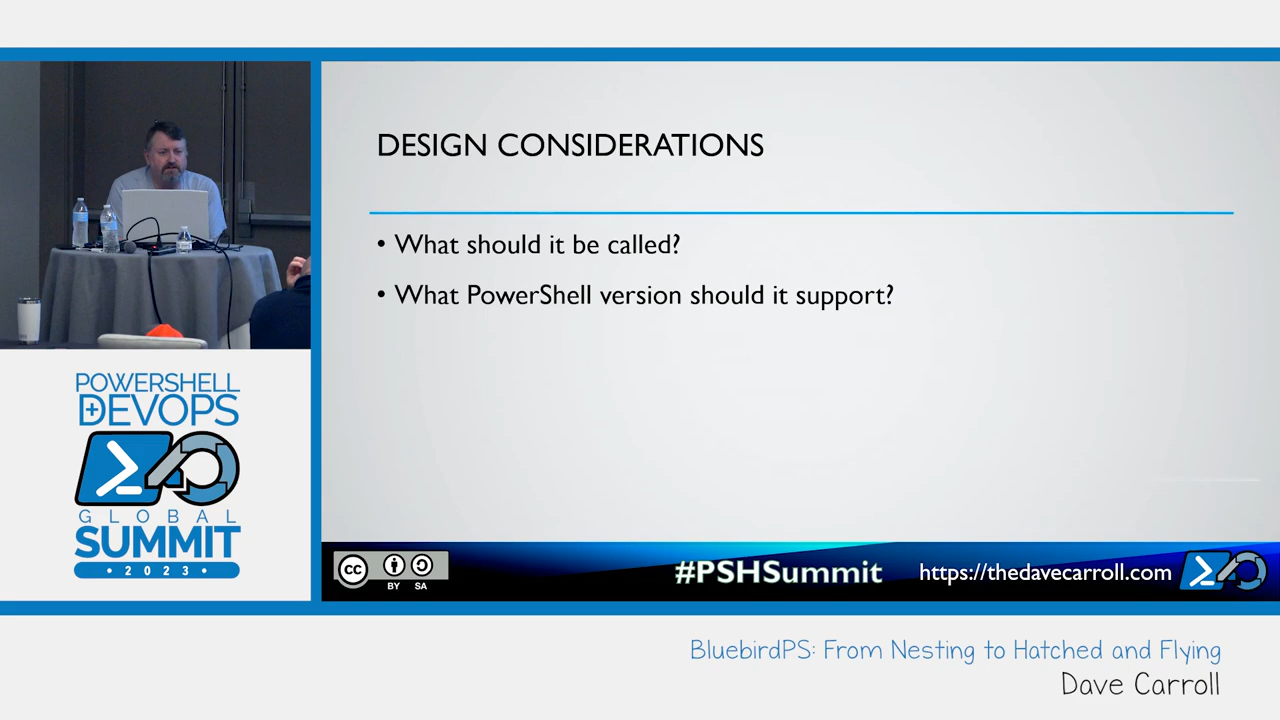 DESIGN CONSIDERATIONS
• What should it be called?
• What PowerShell version should it support?
POWERSHELL
+DEVOPS
GLOBAL
SUMMIT
• 2023 •
cc
BY SA
#PSHSummit
https://thedavecarroll.com
BluebirdPS: From Nesting to Hatched and Flying
Dave Carroll